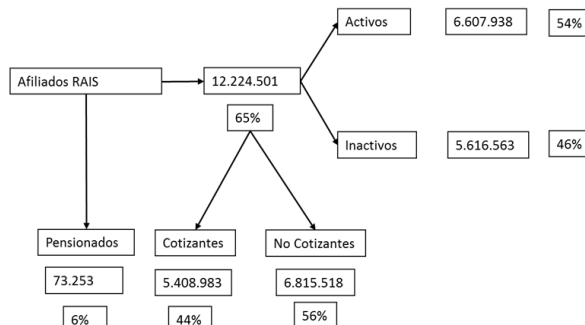 Activos 6.607.938 54%
Afiliados RAIS 12.224.501
65%
Inactivos 5.616.563 46%
Pensionados Cotizantes No Cotizantes
73.253 5.408.983 6.815.518
6% 44% 56%